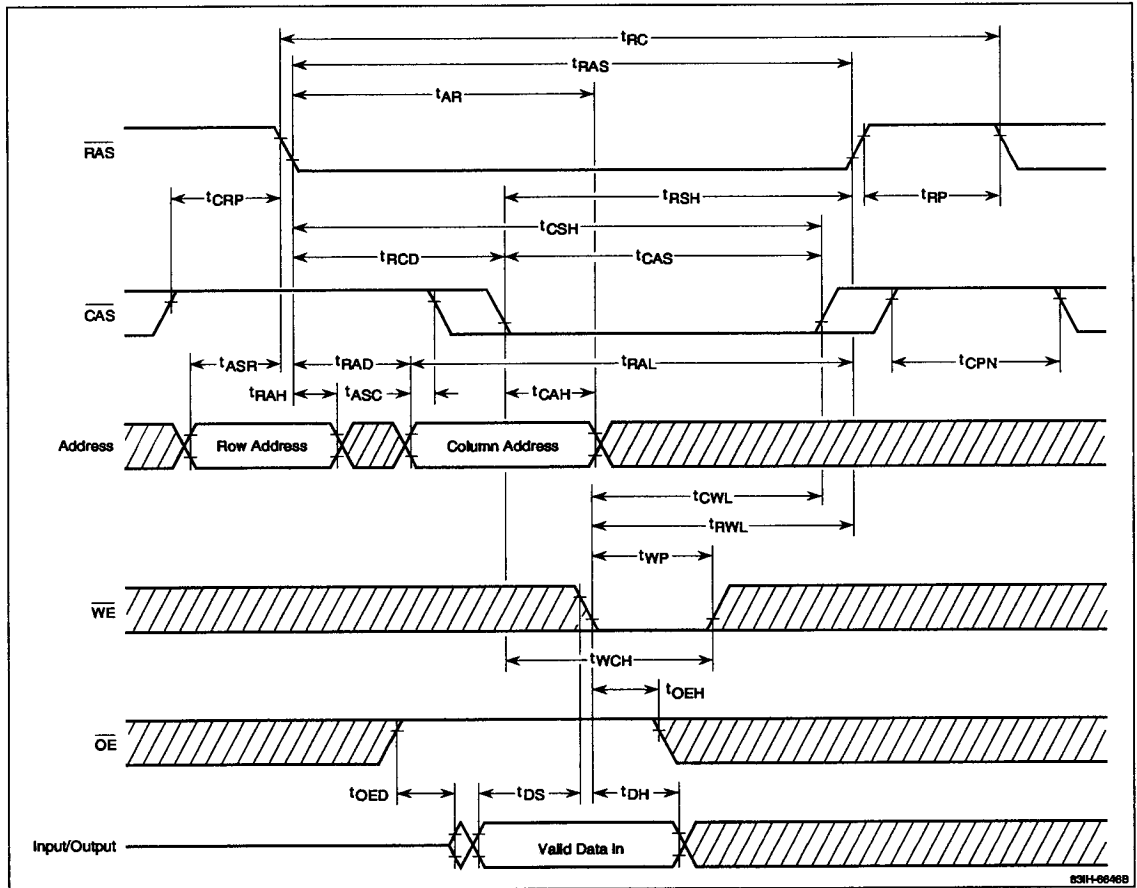 tRC
tRAS
tAR
RAS
tCRP
tRSH
tRP
tCSH
tRCD
tCAS
CAS
tASR
tRAD
tRAL
tCPN
tRAH
tASC
tCAH
Address
Row Address
Column Address
tCWL
tRWL
tWP
WE
tWCH
tOEH
OE
tOED
tDS
tDH
Input/Output
Valid Data In
83IH-6646B